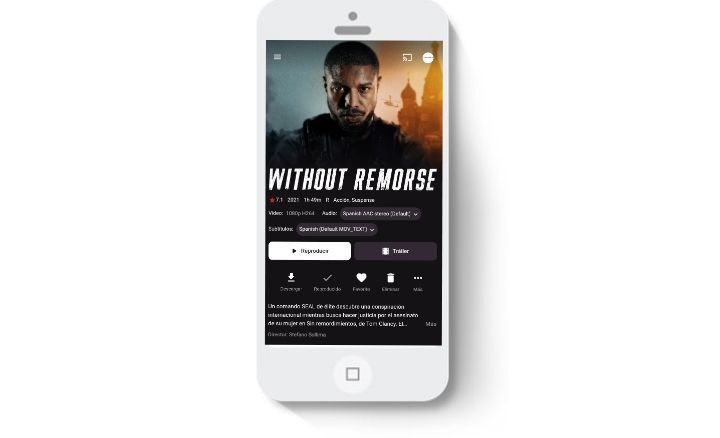 WITHOUT REMORSE
7.1 2021 1h 49m R Acción, Suspense
Vídeo: 1080p H264 Audio: Spanish AAC stereo (Default)
Subtítulos: Spanish (Default MOV_TEXT)
Reproducir Tráiler
Descargar Reproducido Favorito Eliminar Más
Un comando SEAL de élite descubre una conspiración
internacional mientras busca hacer justicia por el asesinato
de su mujer en Sin remordimientos, de Tom Clancy. El... Más
Director: Stefano Sollima